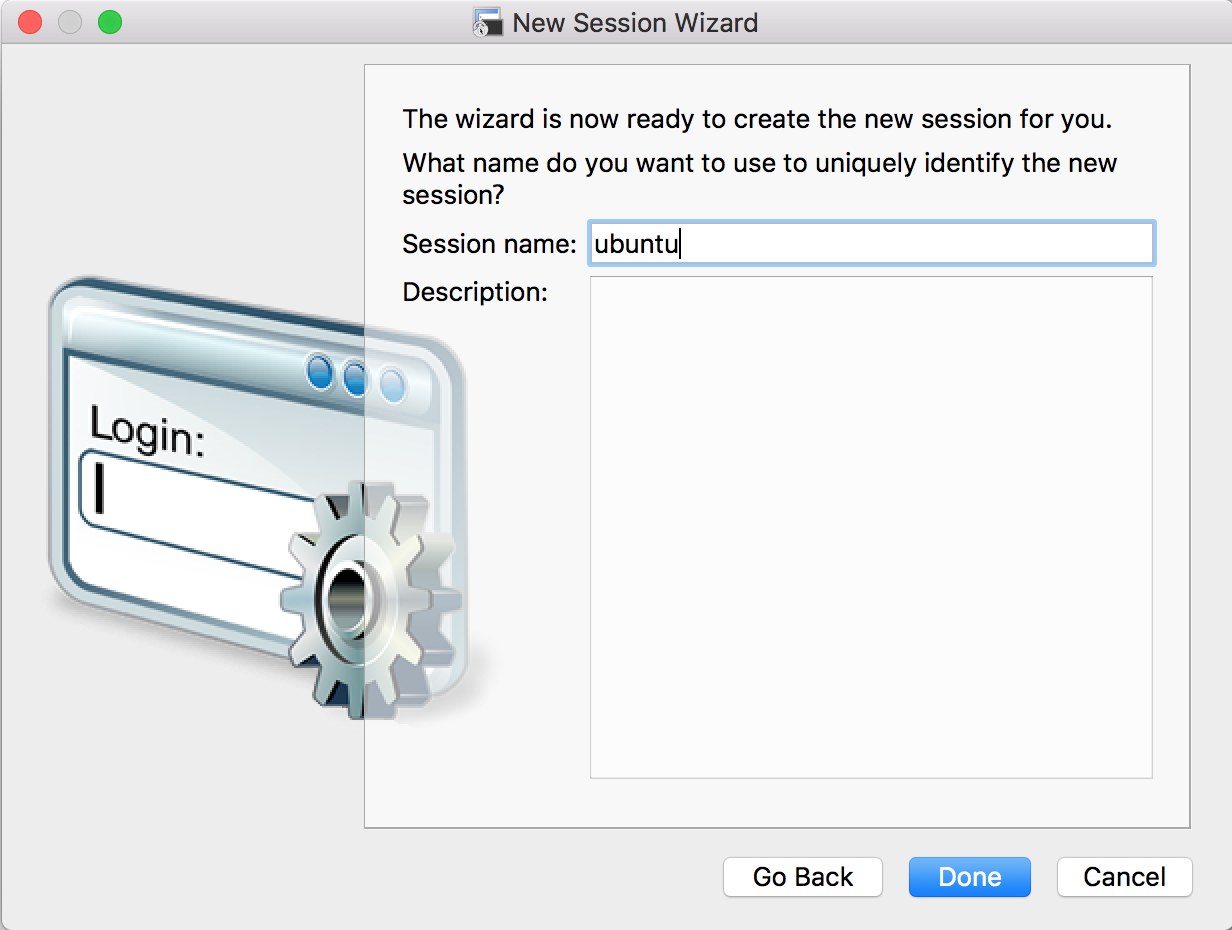 New Session Wizard
The wizard is now ready to create the new session for you.
What name do you want to use to uniquely identify the new
session?
Session name: ubuntu
Description:
Login:
Go Back Done Cancel